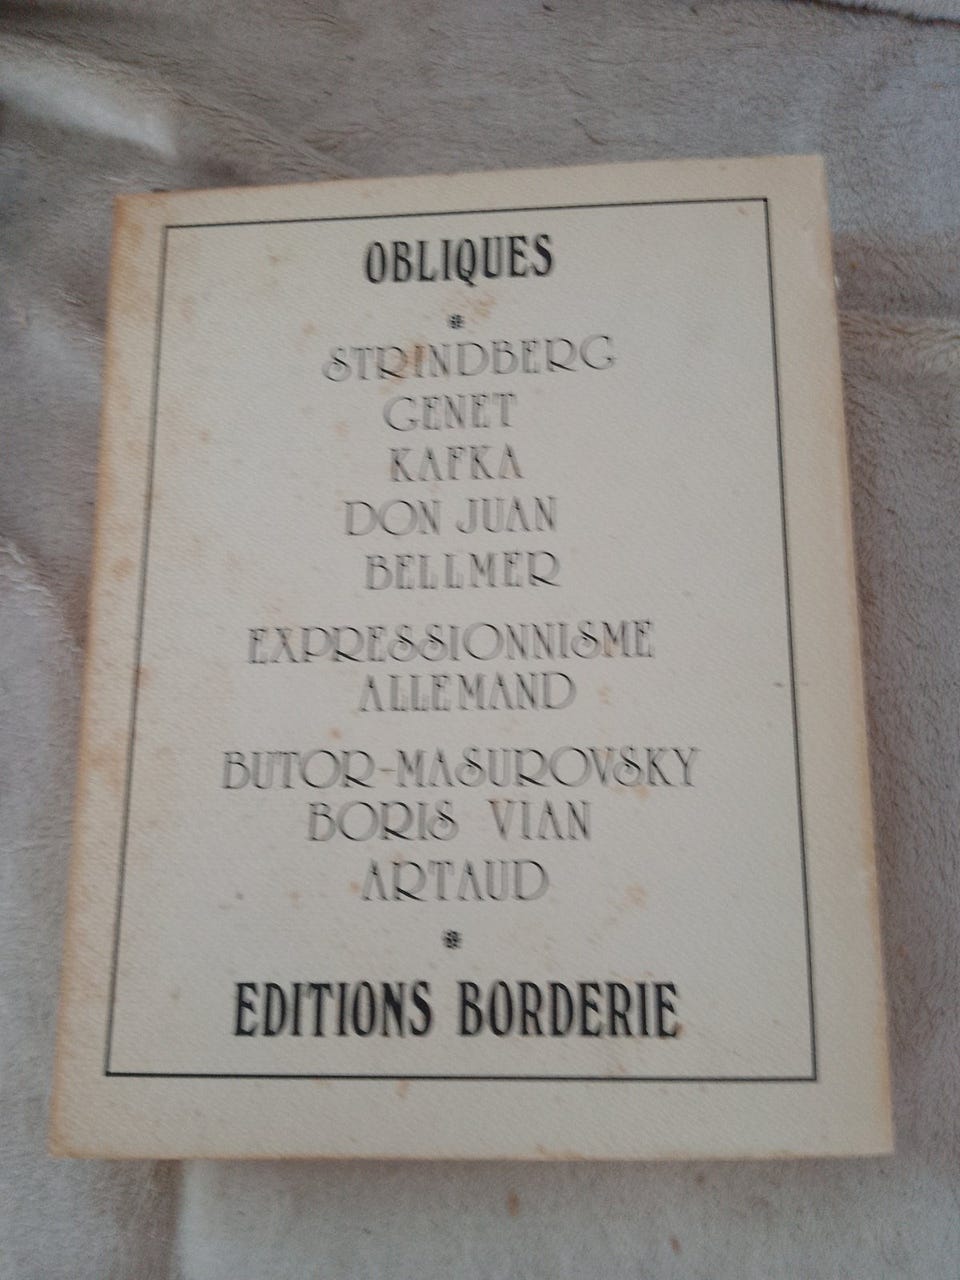 OBLIQUES
STRINDBERG
GENET
KAFKA
DON JUAN
BELLMER
EXPRESSIONNISME
ALLEMAND
BUTOR-MASUROVSKY
BORIS VIAN
ARTAUD
EDITIONS BORDERIE